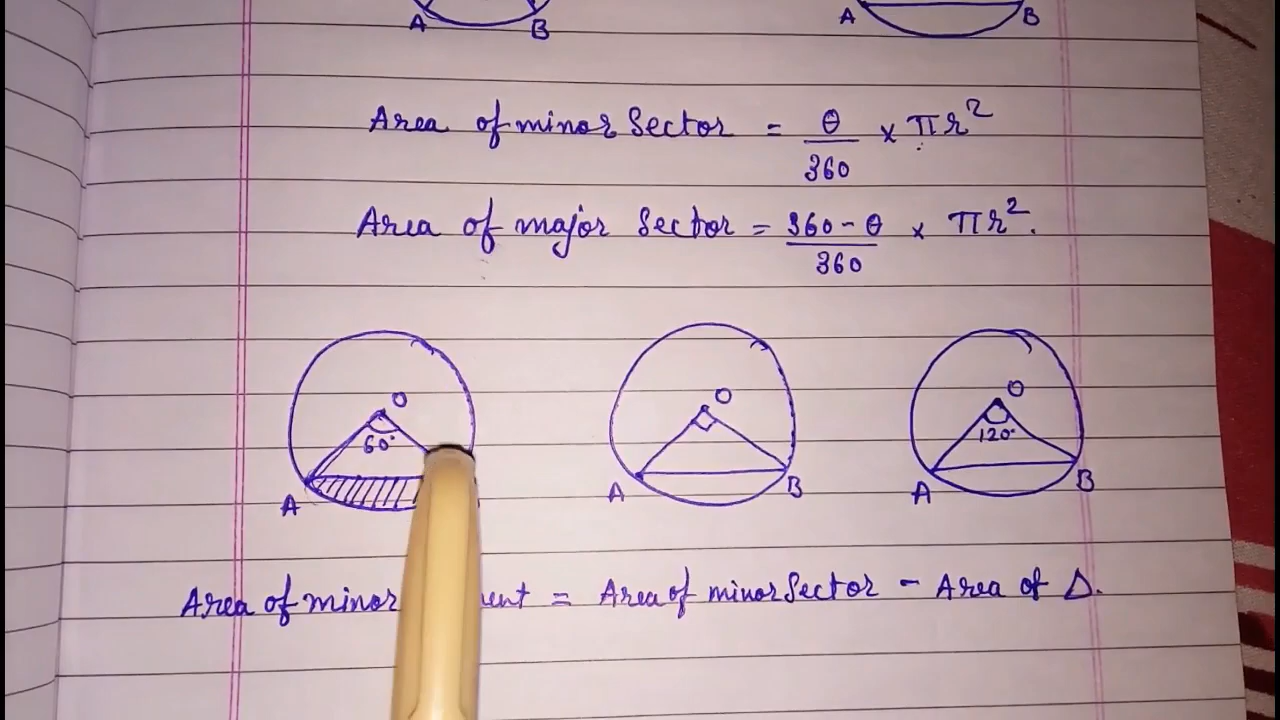 A B A B
Area of minor Sector = θ/360 × πr²
Area of major Sector = 360-θ/360 × πr².
O O O
60° 120°
A A B A B
Area of minor = Area of minor Sector - Area of Δ.